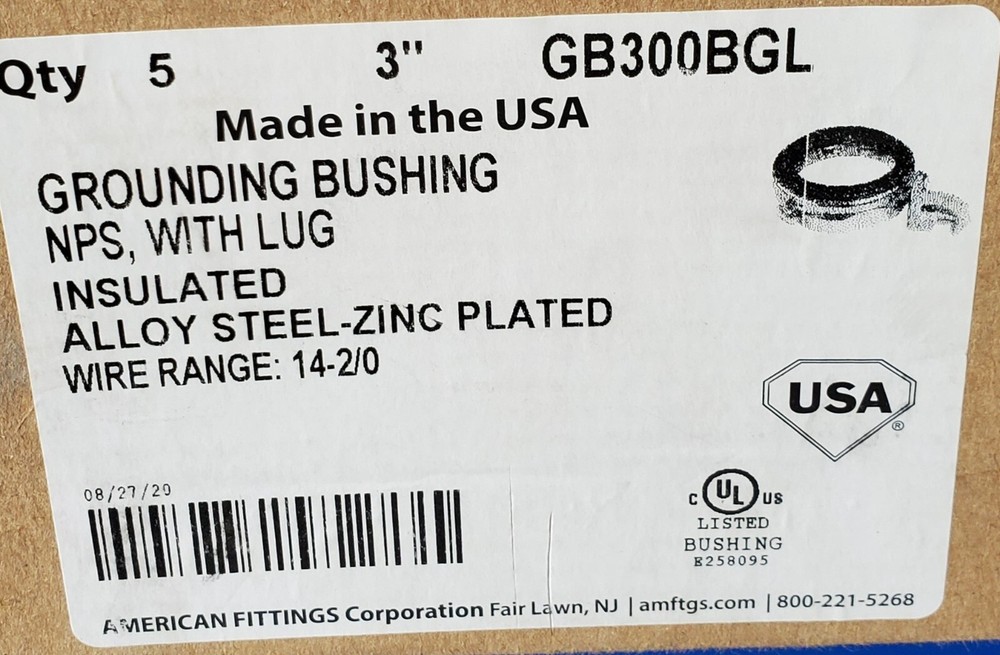 Qty 5 3" GB300BGL
Made in the USA
GROUNDING BUSHING
NPS, WITH LUG
INSULATED
ALLOY STEEL-ZINC PLATED
WIRE RANGE: 14-2/0
USA
®
08/27/20
C UL US
LISTED
BUSHING
E258095
AMERICAN FITTINGS Corporation Fair Lawn, NJ | amftgs.com | 800-221-5268